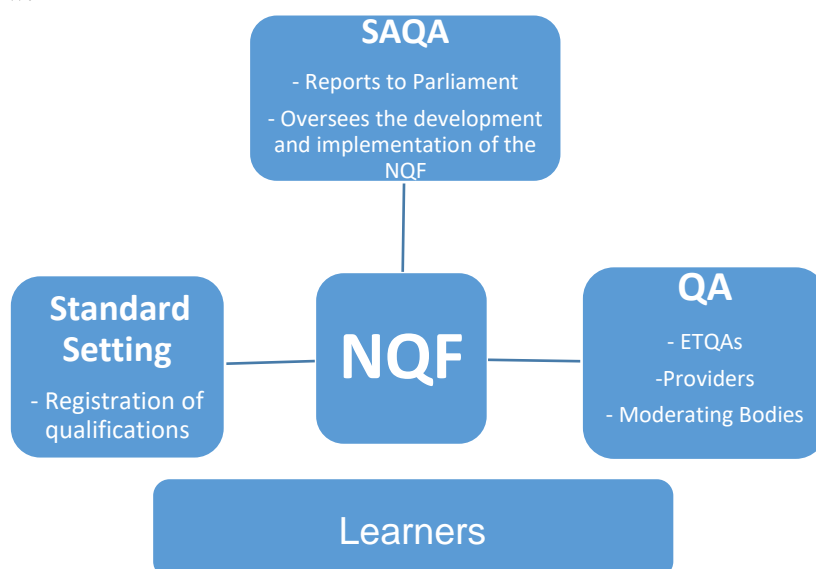 SAQA
- Reports to Parliament
- Oversees the development
and implementation of the
NQF
Standard
Setting
- Registration of
qualifications
NQF
QA
- ETQAs
-Providers
- Moderating Bodies
Learners